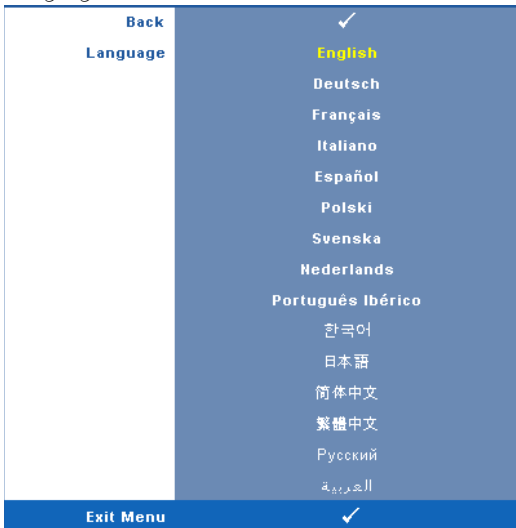 Back ✓
Language English
Deutsch
Français
Italiano
Español
Polski
Svenska
Nederlands
Português Ibérico
한국어
日本語
简体中文
繁體中文
Русский
العربية
Exit Menu ✓